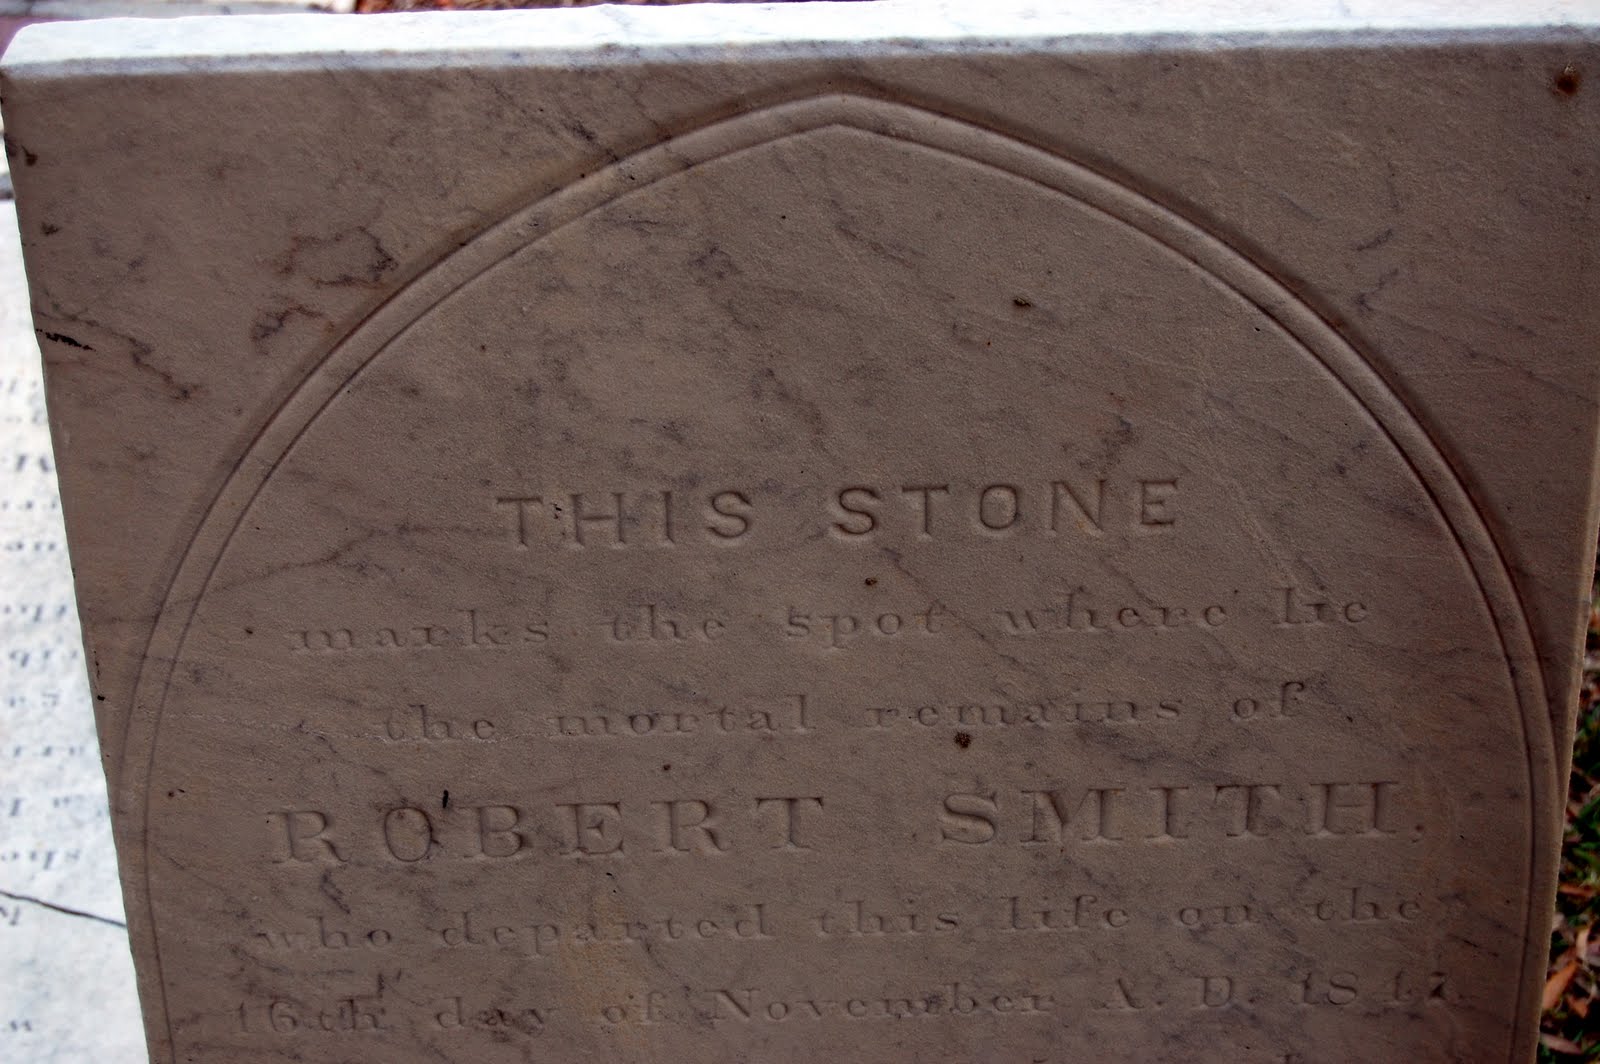 THIS STONE
marks the spot where lie
the mortal remains of
ROBERT SMITH,
who departed this life on the
16th day of November A. D. 1847